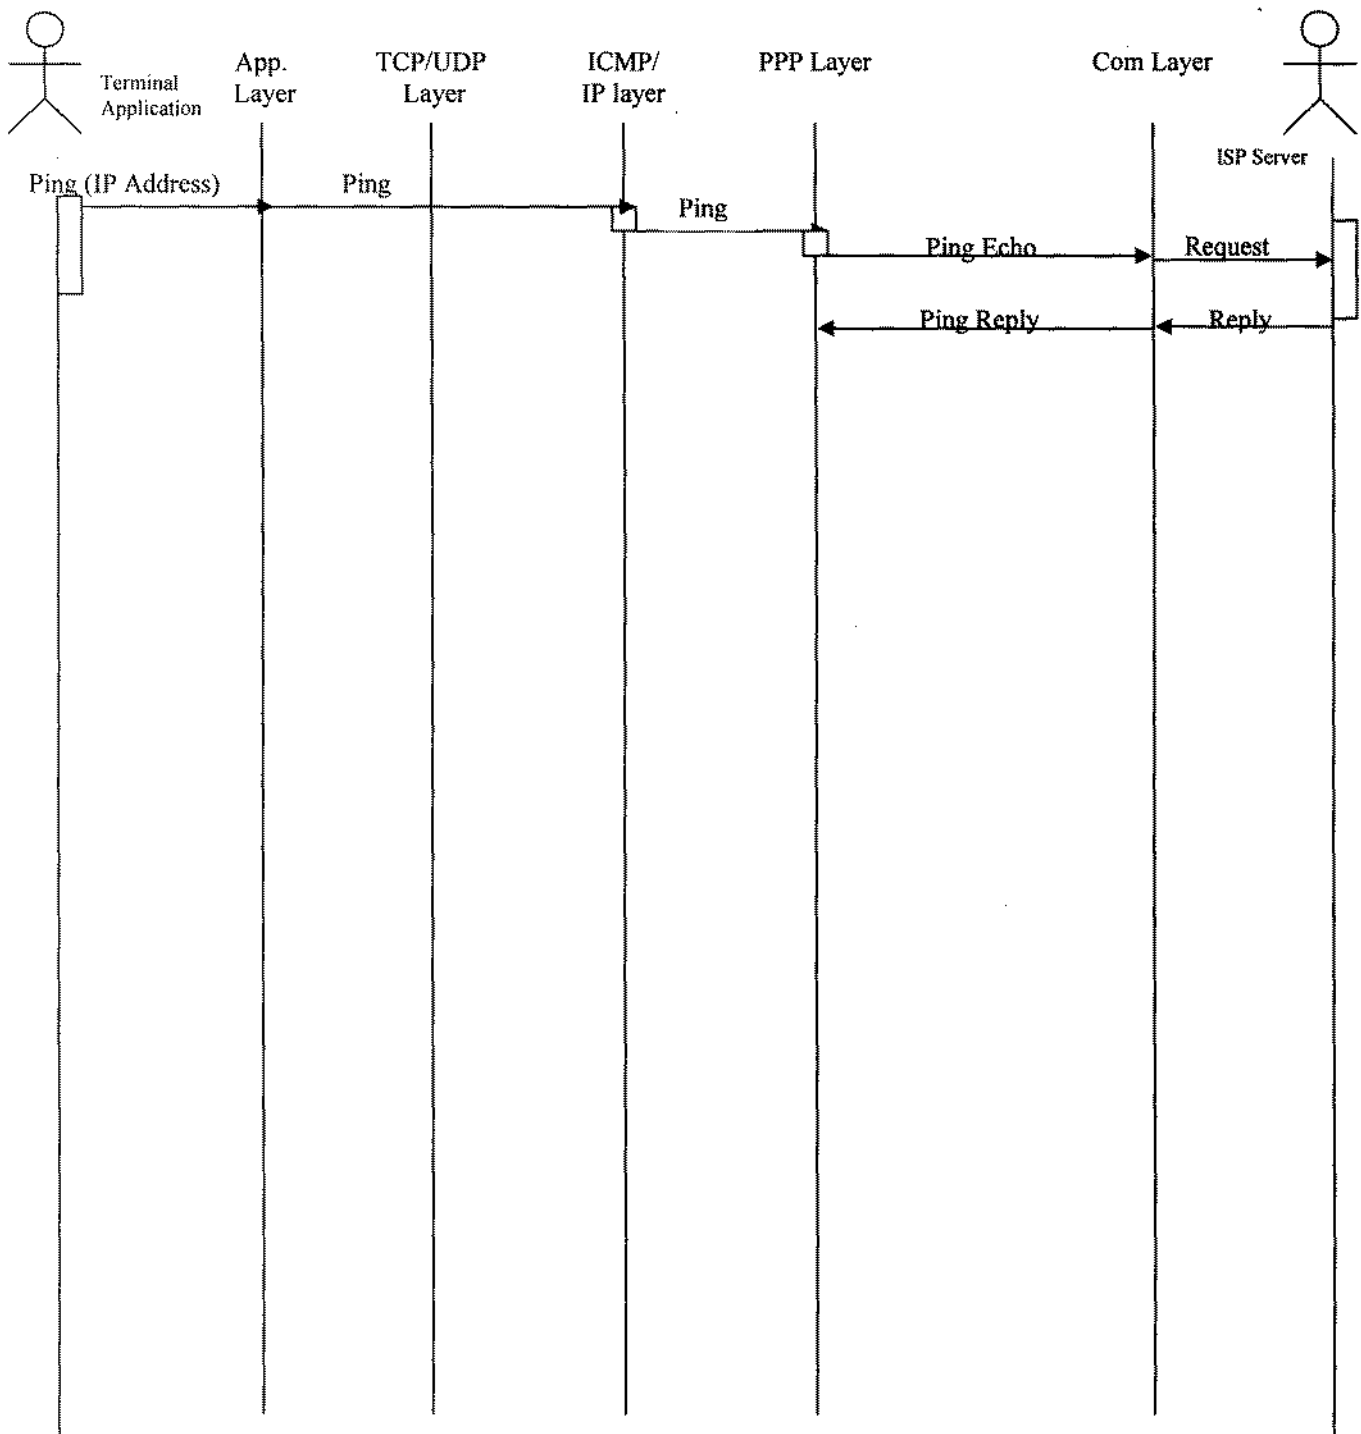 Terminal
Application
App.
Layer
TCP/UDP
Layer
ICMP/
IP layer
PPP Layer
Com Layer
ISP Server
Ping (IP Address)
Ping
Ping
Ping Echo
Request
Ping Reply
Reply